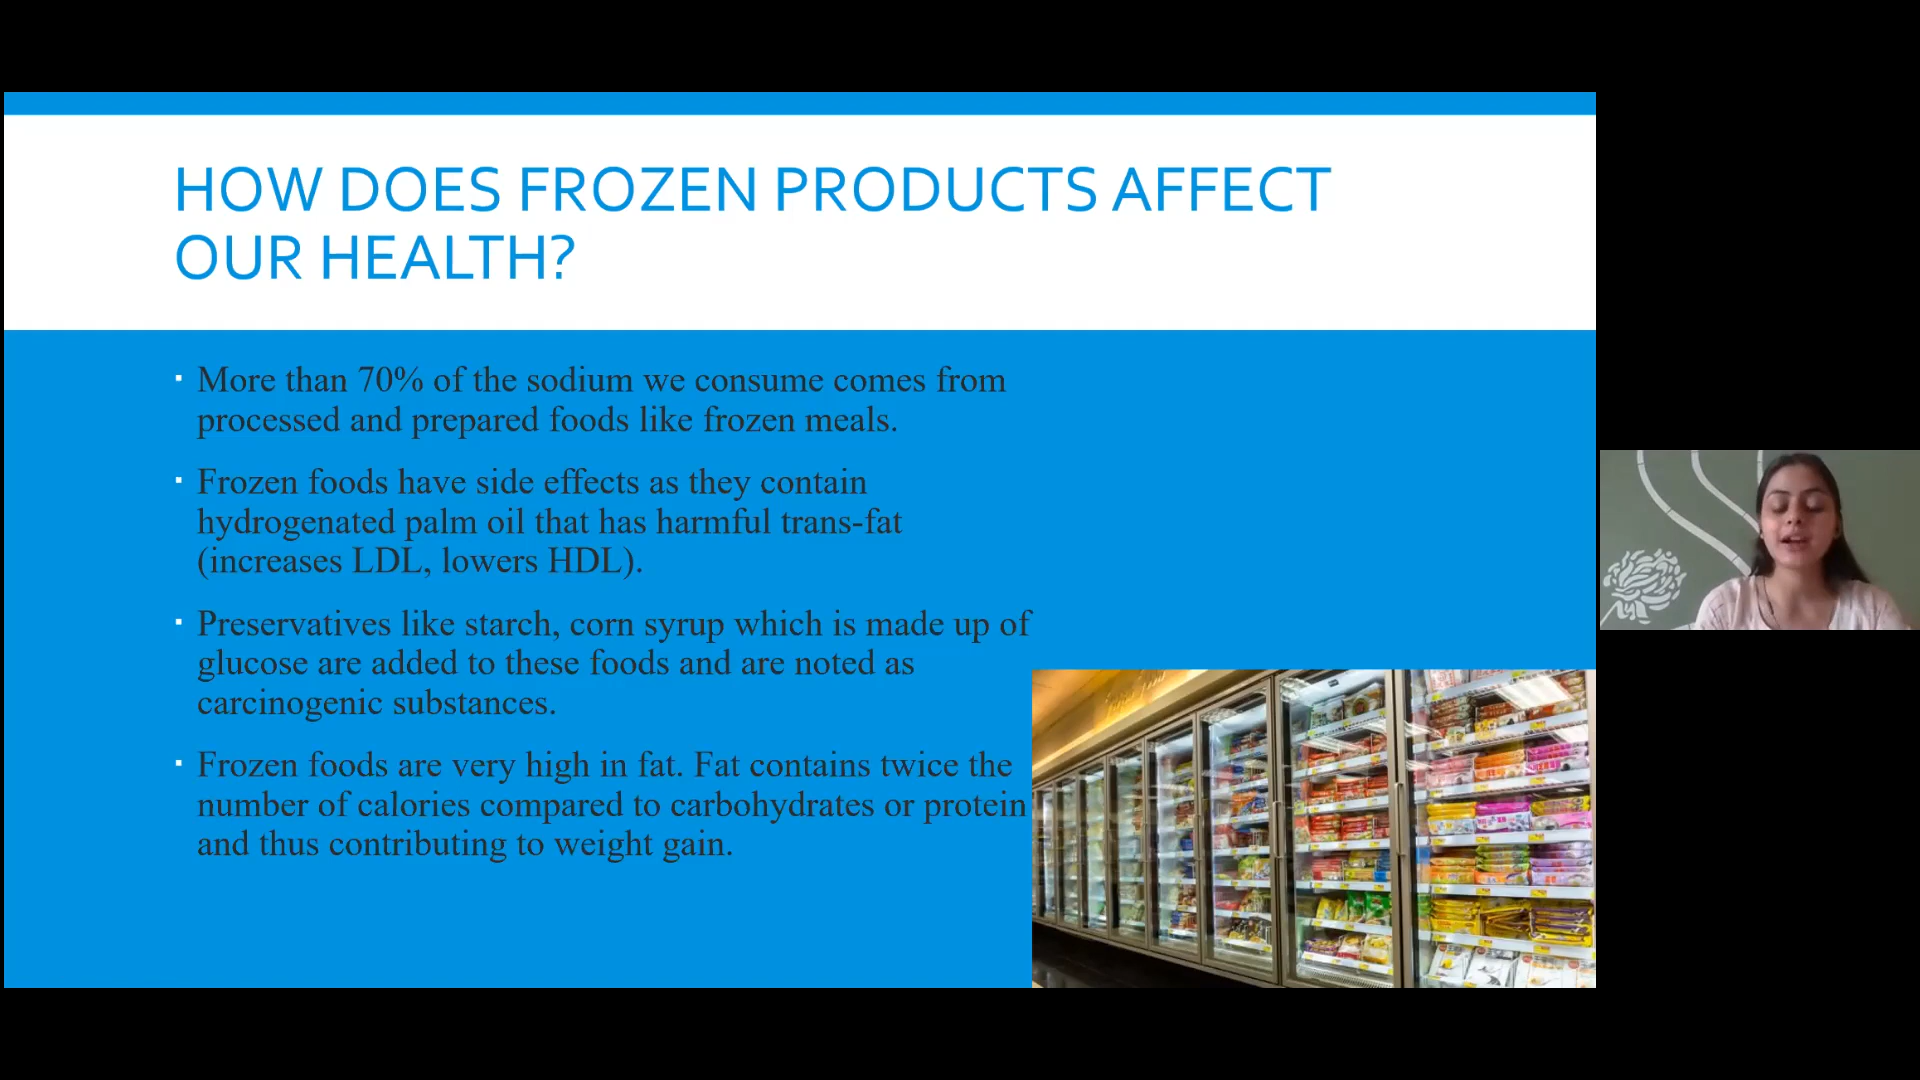 HOW DOES FROZEN PRODUCTS AFFECT
OUR HEALTH?
More than 70% of the sodium we consume comes from
processed and prepared foods like frozen meals.
Frozen foods have side effects as they contain
hydrogenated palm oil that has harmful trans-fat
(increases LDL, lowers HDL).
Preservatives like starch, corn syrup which is made up of
glucose are added to these foods and are noted as
carcinogenic substances.
Frozen foods are very high in fat. Fat contains twice the
number of calories compared to carbohydrates or protein
and thus contributing to weight gain.